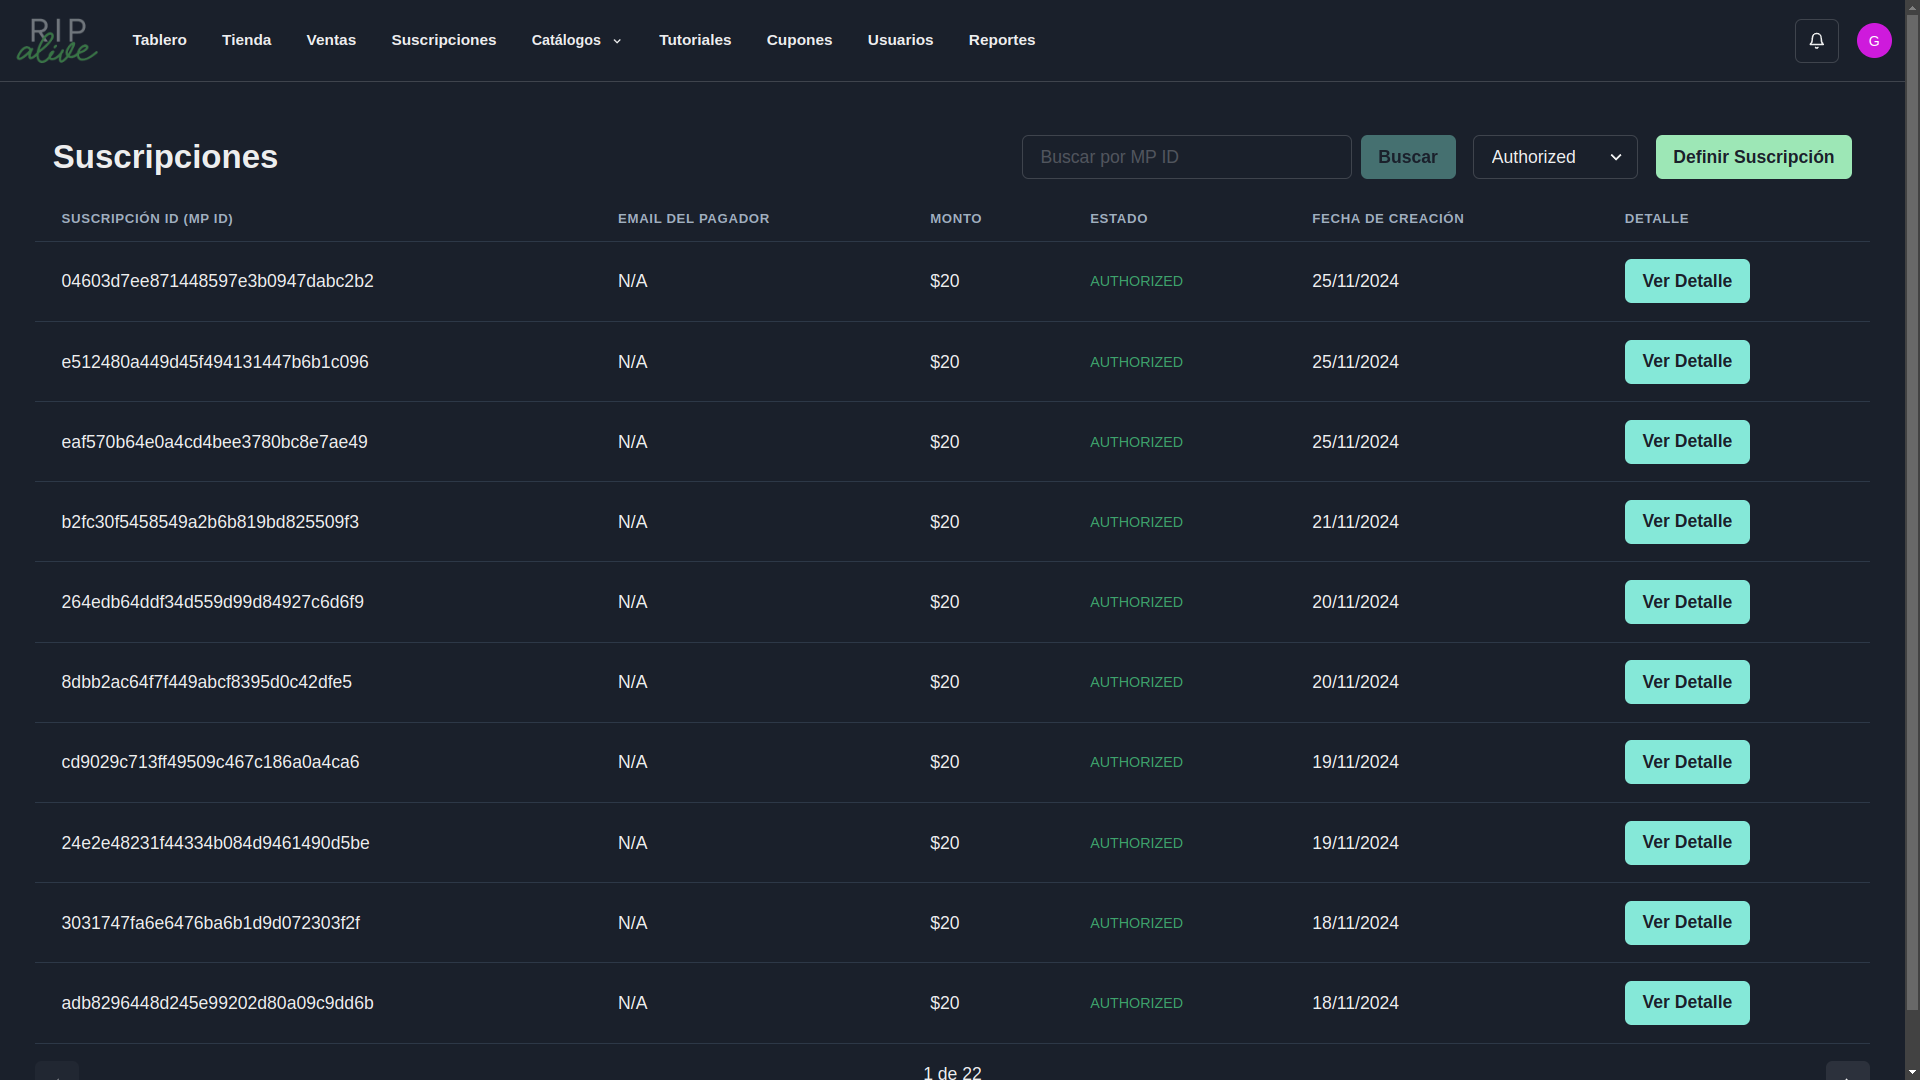 RIP
alive
Tablero Tienda Ventas Suscripciones Catálogos Tutoriales Cupones Usuarios Reportes G
Suscripciones Buscar por MP ID Buscar Authorized Definir Suscripción
SUSCRIPCIÓN ID (MP ID) EMAIL DEL PAGADOR MONTO ESTADO FECHA DE CREACIÓN DETALLE
04603d7ee871448597e3b0947dabc2b2 N/A $20 AUTHORIZED 25/11/2024 Ver Detalle
e512480a449d45f494131447b6b1c096 N/A $20 AUTHORIZED 25/11/2024 Ver Detalle
eaf570b64e0a4cd4bee3780bc8e7ae49 N/A $20 AUTHORIZED 25/11/2024 Ver Detalle
b2fc30f5458549a2b6b819bd825509f3 N/A $20 AUTHORIZED 21/11/2024 Ver Detalle
264edb64ddf34d559d99d84927c6d6f9 N/A $20 AUTHORIZED 20/11/2024 Ver Detalle
8dbb2ac64f7f449abcf8395d0c42dfe5 N/A $20 AUTHORIZED 20/11/2024 Ver Detalle
cd9029c713ff49509c467c186a0a4ca6 N/A $20 AUTHORIZED 19/11/2024 Ver Detalle
24e2e48231f44334b084d9461490d5be N/A $20 AUTHORIZED 19/11/2024 Ver Detalle
3031747fa6e6476ba6b1d9d072303f2f N/A $20 AUTHORIZED 18/11/2024 Ver Detalle
adb8296448d245e99202d80a09c9dd6b N/A $20 AUTHORIZED 18/11/2024 Ver Detalle
1 de 22